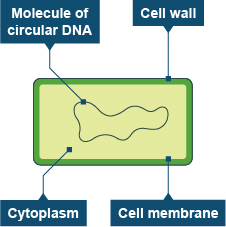 Molecule of
circular DNA
Cell wall
Cytoplasm
Cell membrane